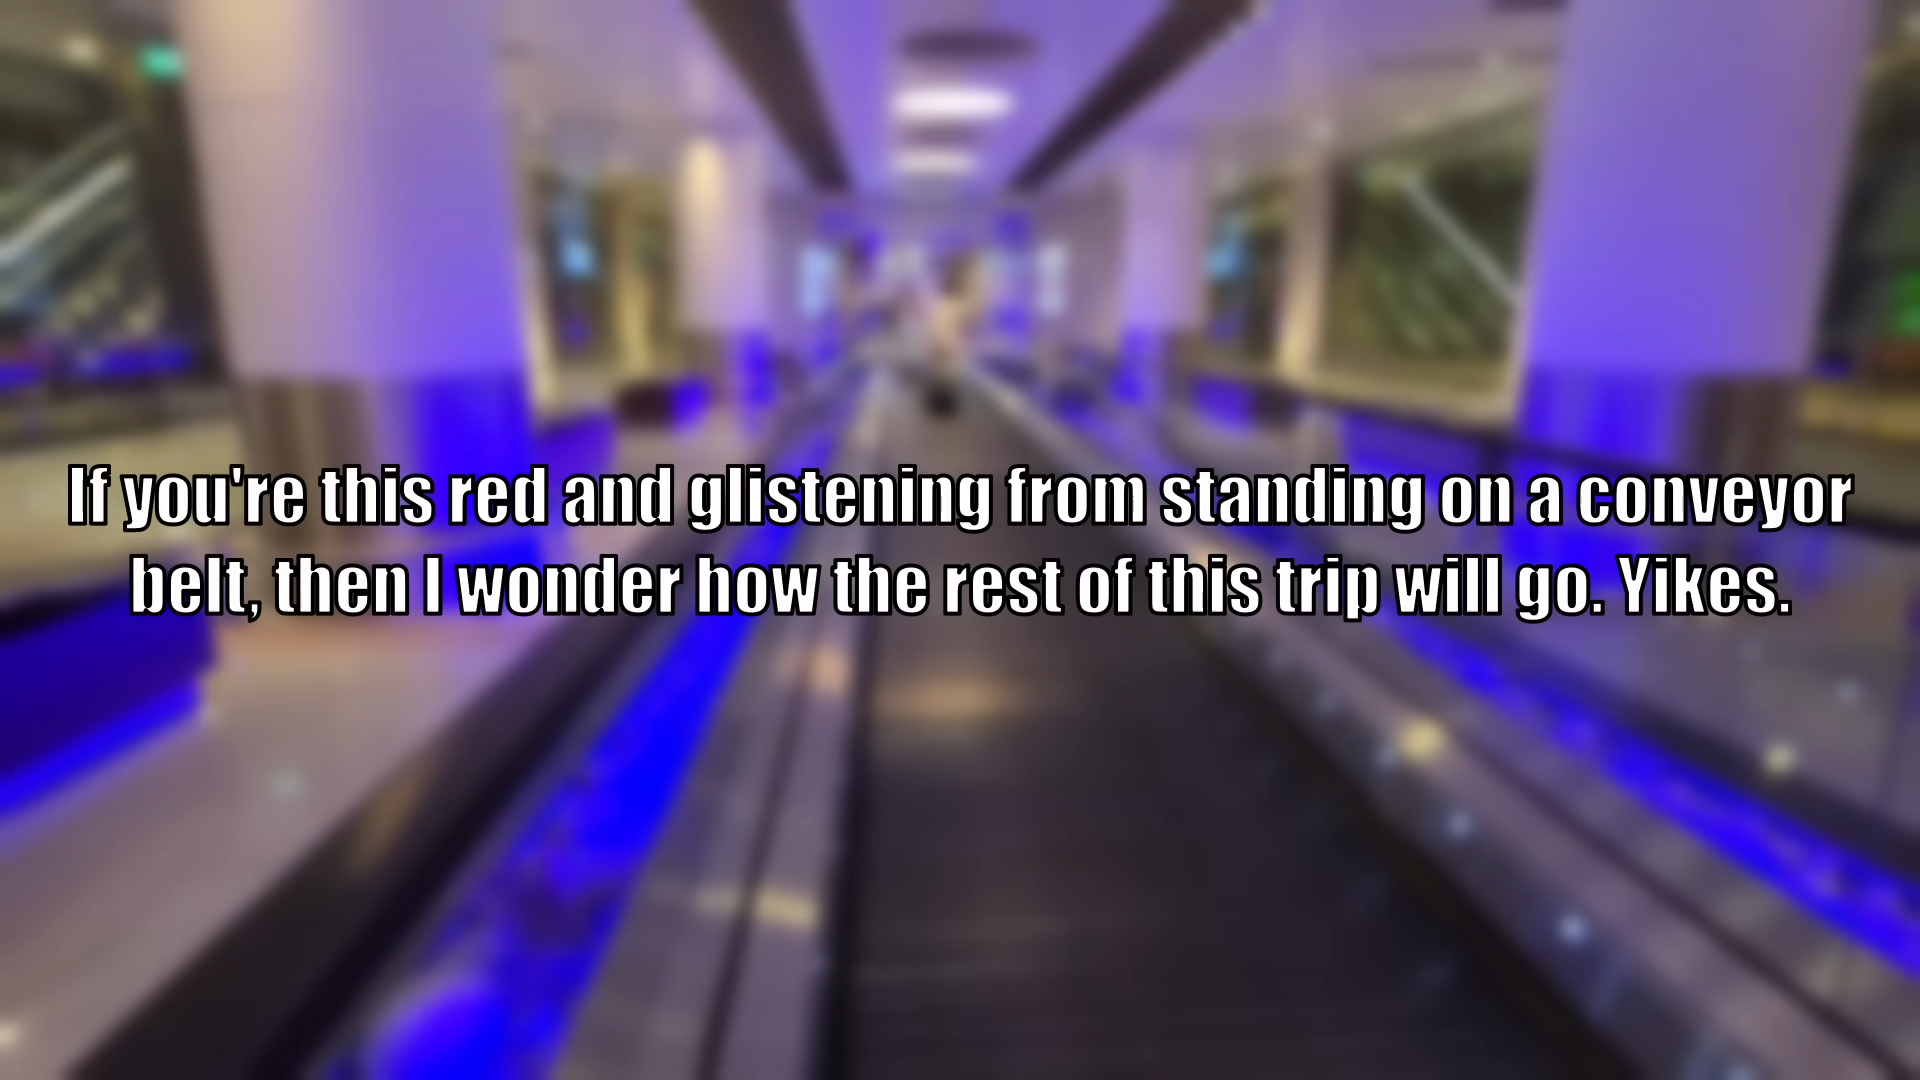 If you're this red and glistening from standing on a conveyor
belt, then I wonder how the rest of this trip will go. Yikes.